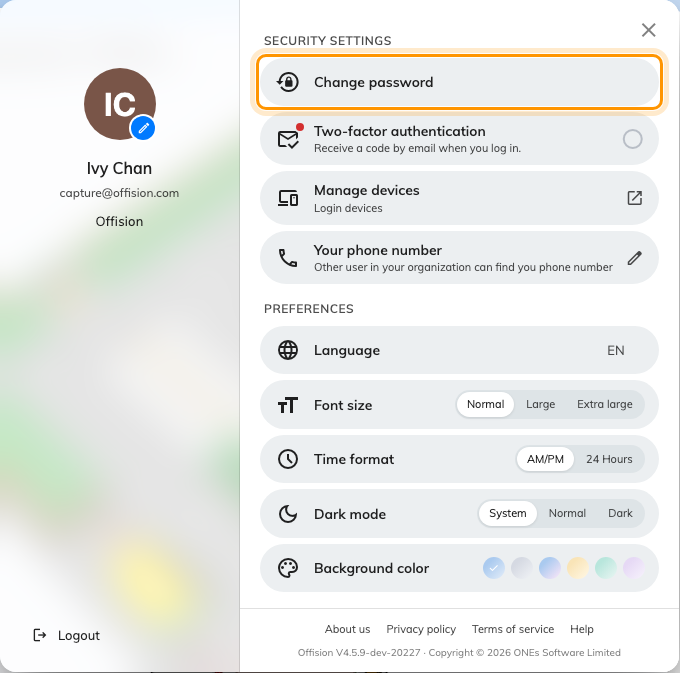 IC
Ivy Chan
capture@offision.com
Offision
Logout
SECURITY SETTINGS
Change password
Two-factor authentication
Receive a code by email when you log in.
Manage devices
Login devices
Your phone number
Other user in your organization can find you phone number
PREFERENCES
Language EN
Font size Normal Large Extra large
Time format AM/PM 24 Hours
Dark mode System Normal Dark
Background color
About us Privacy policy Terms of service Help
Offision V4.5.9-dev-20227 · Copyright © 2026 ONEs Software Limited